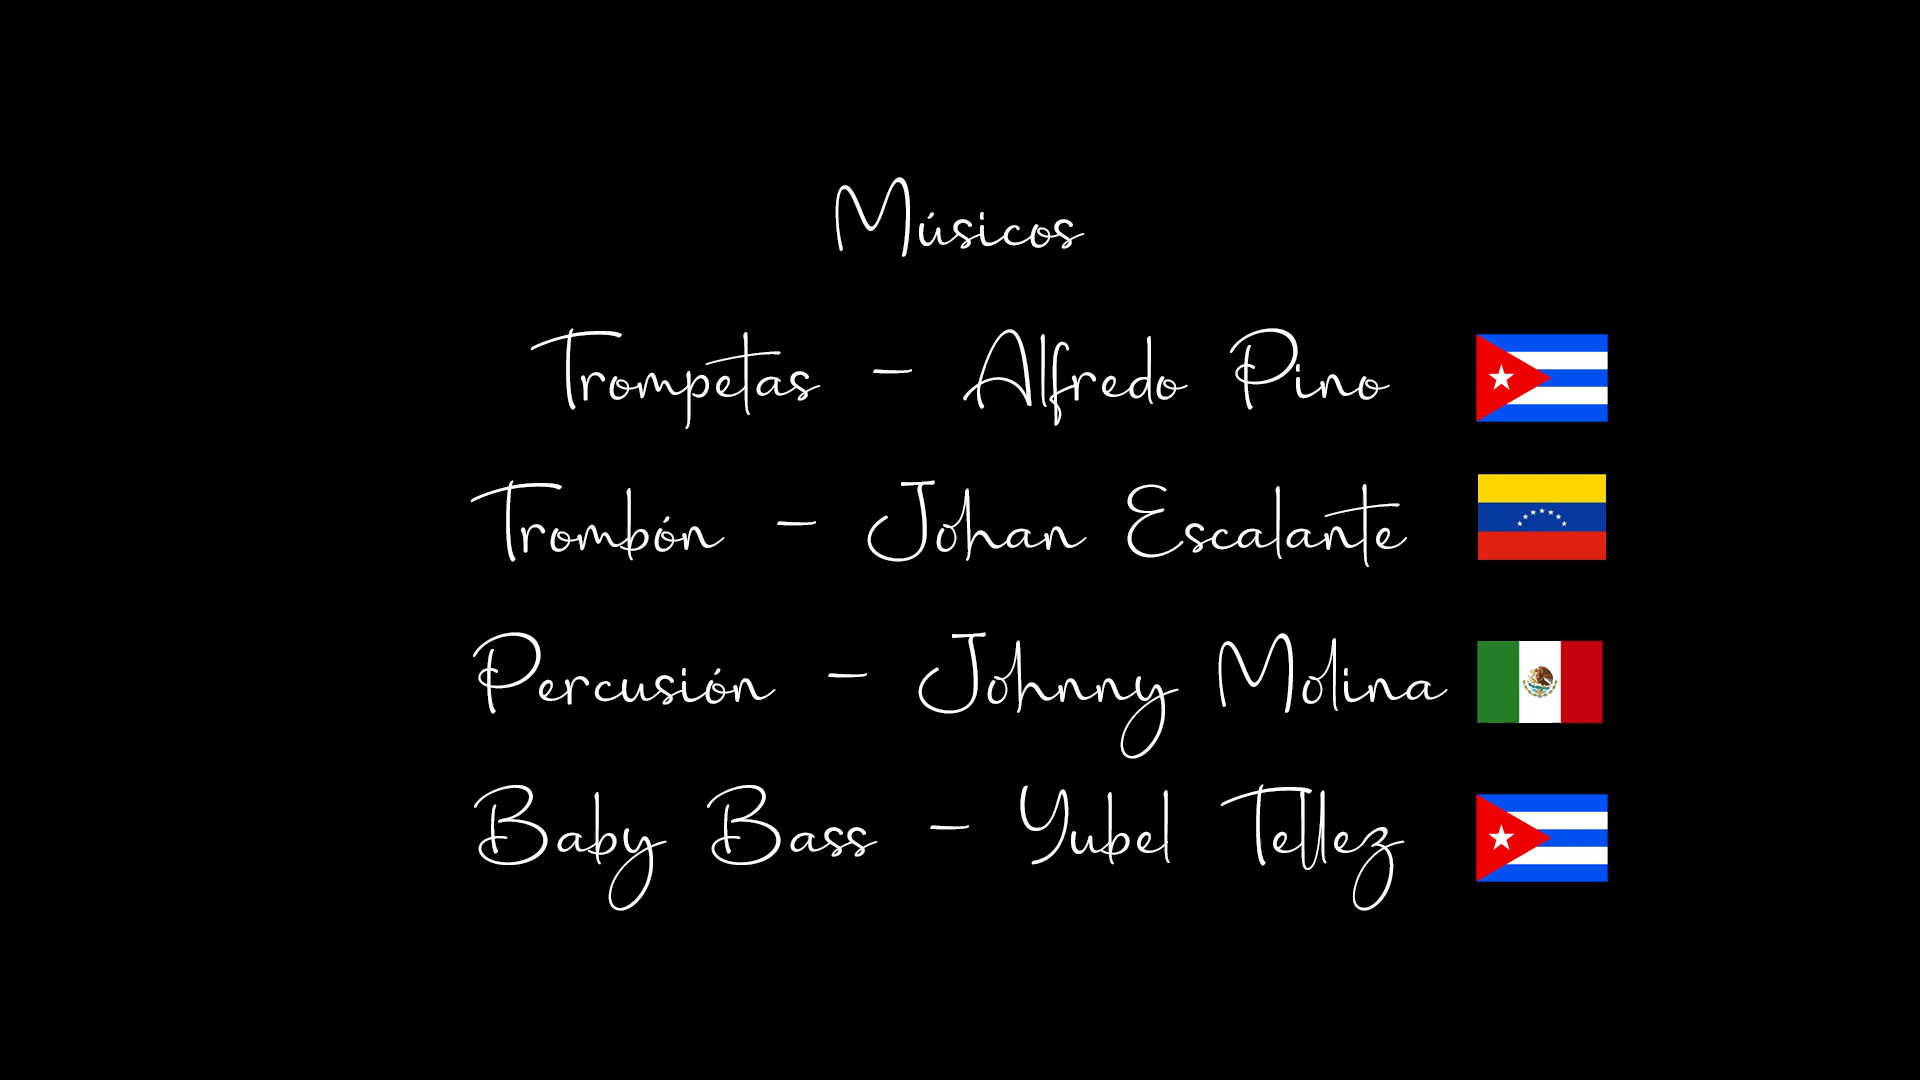 Músicos
Trompetas - Alfredo Pino
Trombón - Johan Escalante
Percusión - Johnny Molina
Baby Bass - Yubel Tellez